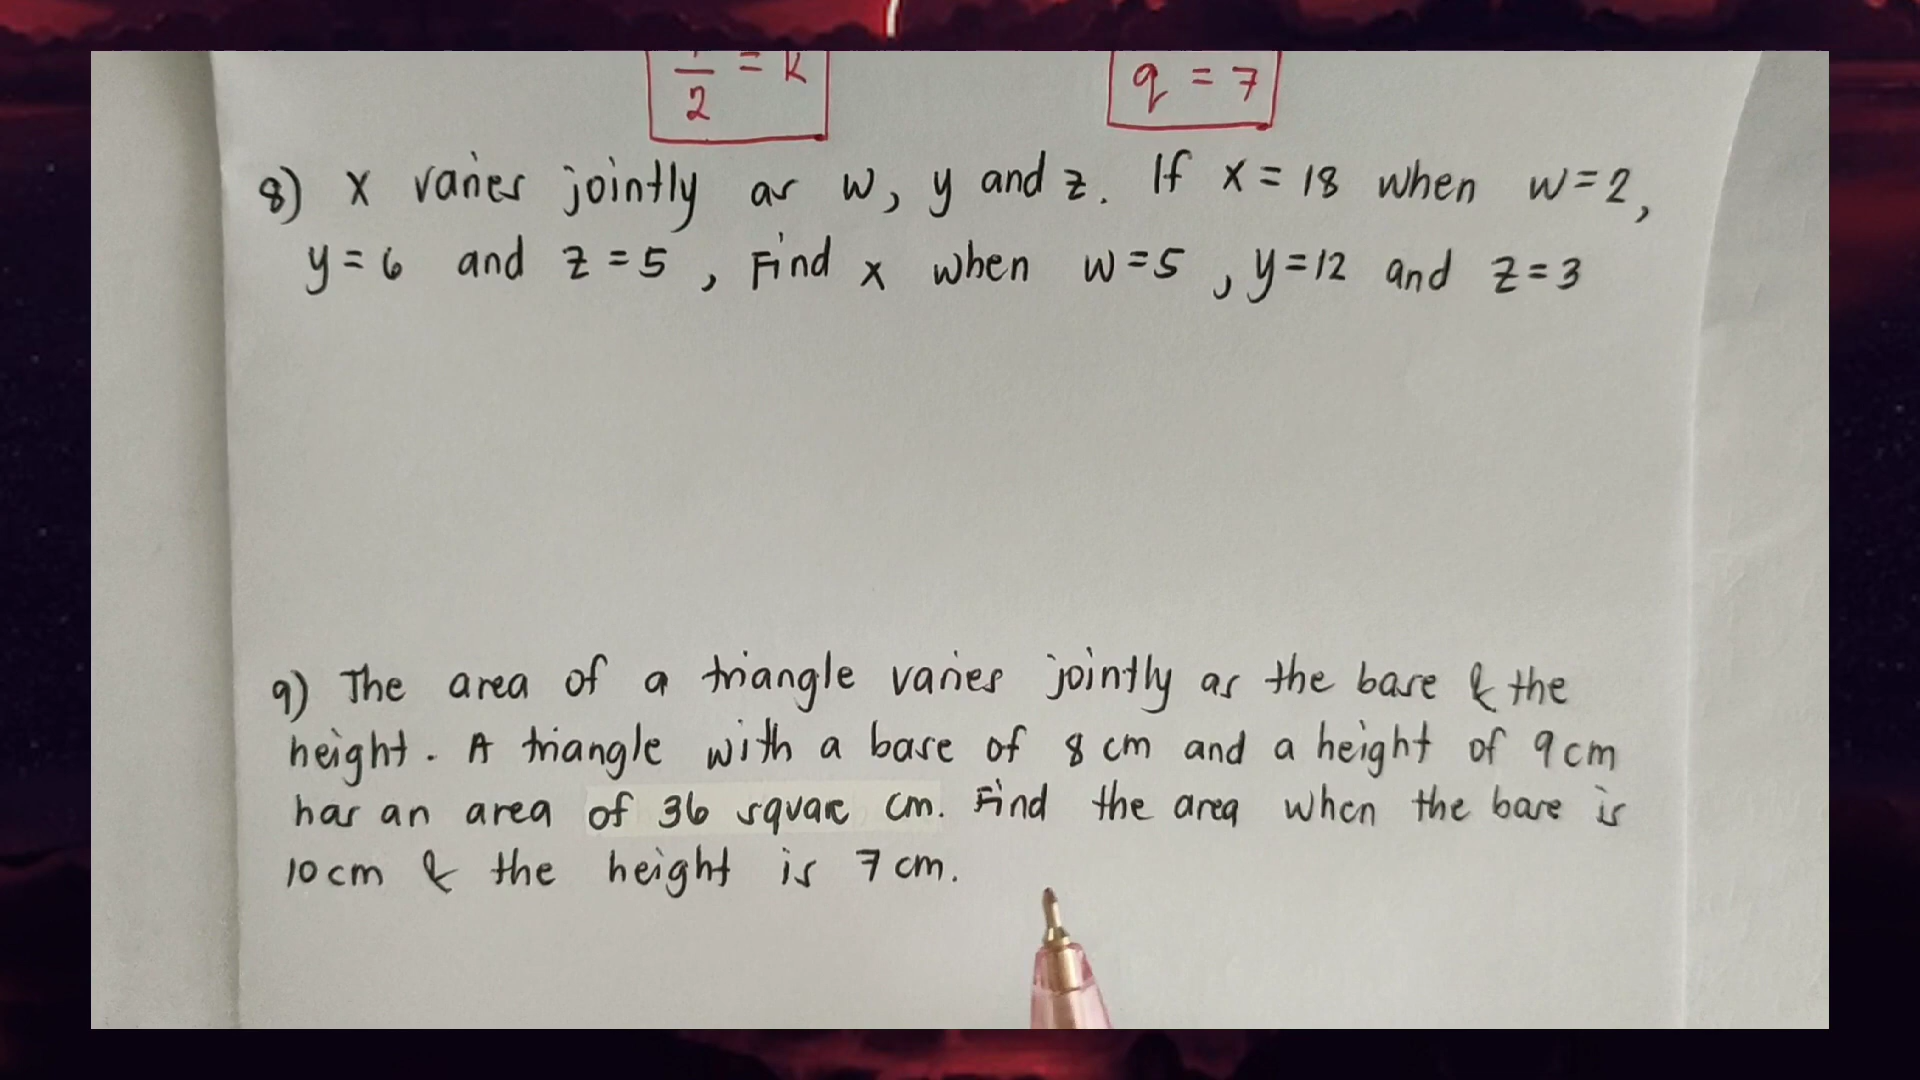 1/2 = k
q = 7
8) x varies jointly as w, y and z. If x = 18 when w = 2,
y = 6 and z = 5, Find x when w = 5, y = 12 and z = 3
9) The area of a triangle varies jointly as the base & the
height. A triangle with a base of 8 cm and a height of 9 cm
has an area of 36 square cm. Find the area when the base is
10 cm & the height is 7 cm.